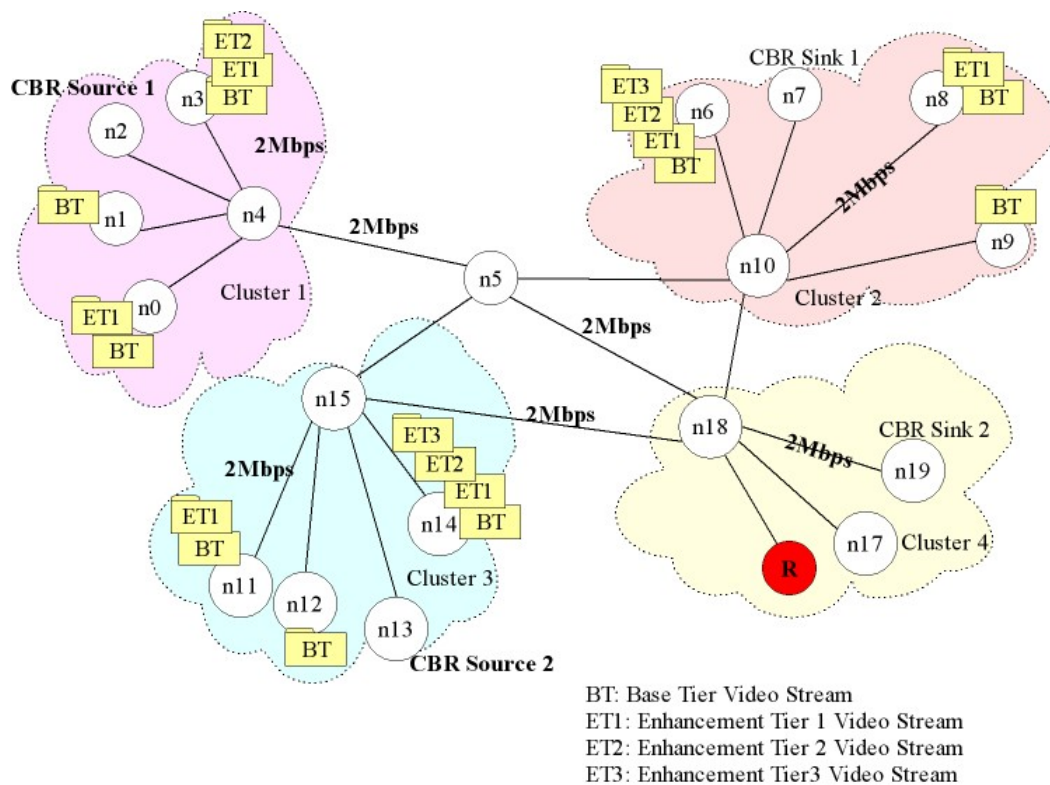 ET2
ET1
BT
CBR Source 1
n3
n2
2Mbps
BT
n1
n4
2Mbps
ET1
BT
n0
Cluster 1
CBR Sink 1
ET3
ET2
ET1
BT
n6
n7
n8
ET1
BT
2Mbps
BT
n9
n10
Cluster 2
n5
2Mbps
n15
2Mbps
2Mbps
ET3
ET2
ET1
BT
n14
ET1
BT
n11
n12
BT
n13
Cluster 3
CBR Source 2
n18
2Mbps
CBR Sink 2
n19
n17
Cluster 4
R
BT: Base Tier Video Stream
ET1: Enhancement Tier 1 Video Stream
ET2: Enhancement Tier 2 Video Stream
ET3: Enhancement Tier3 Video Stream